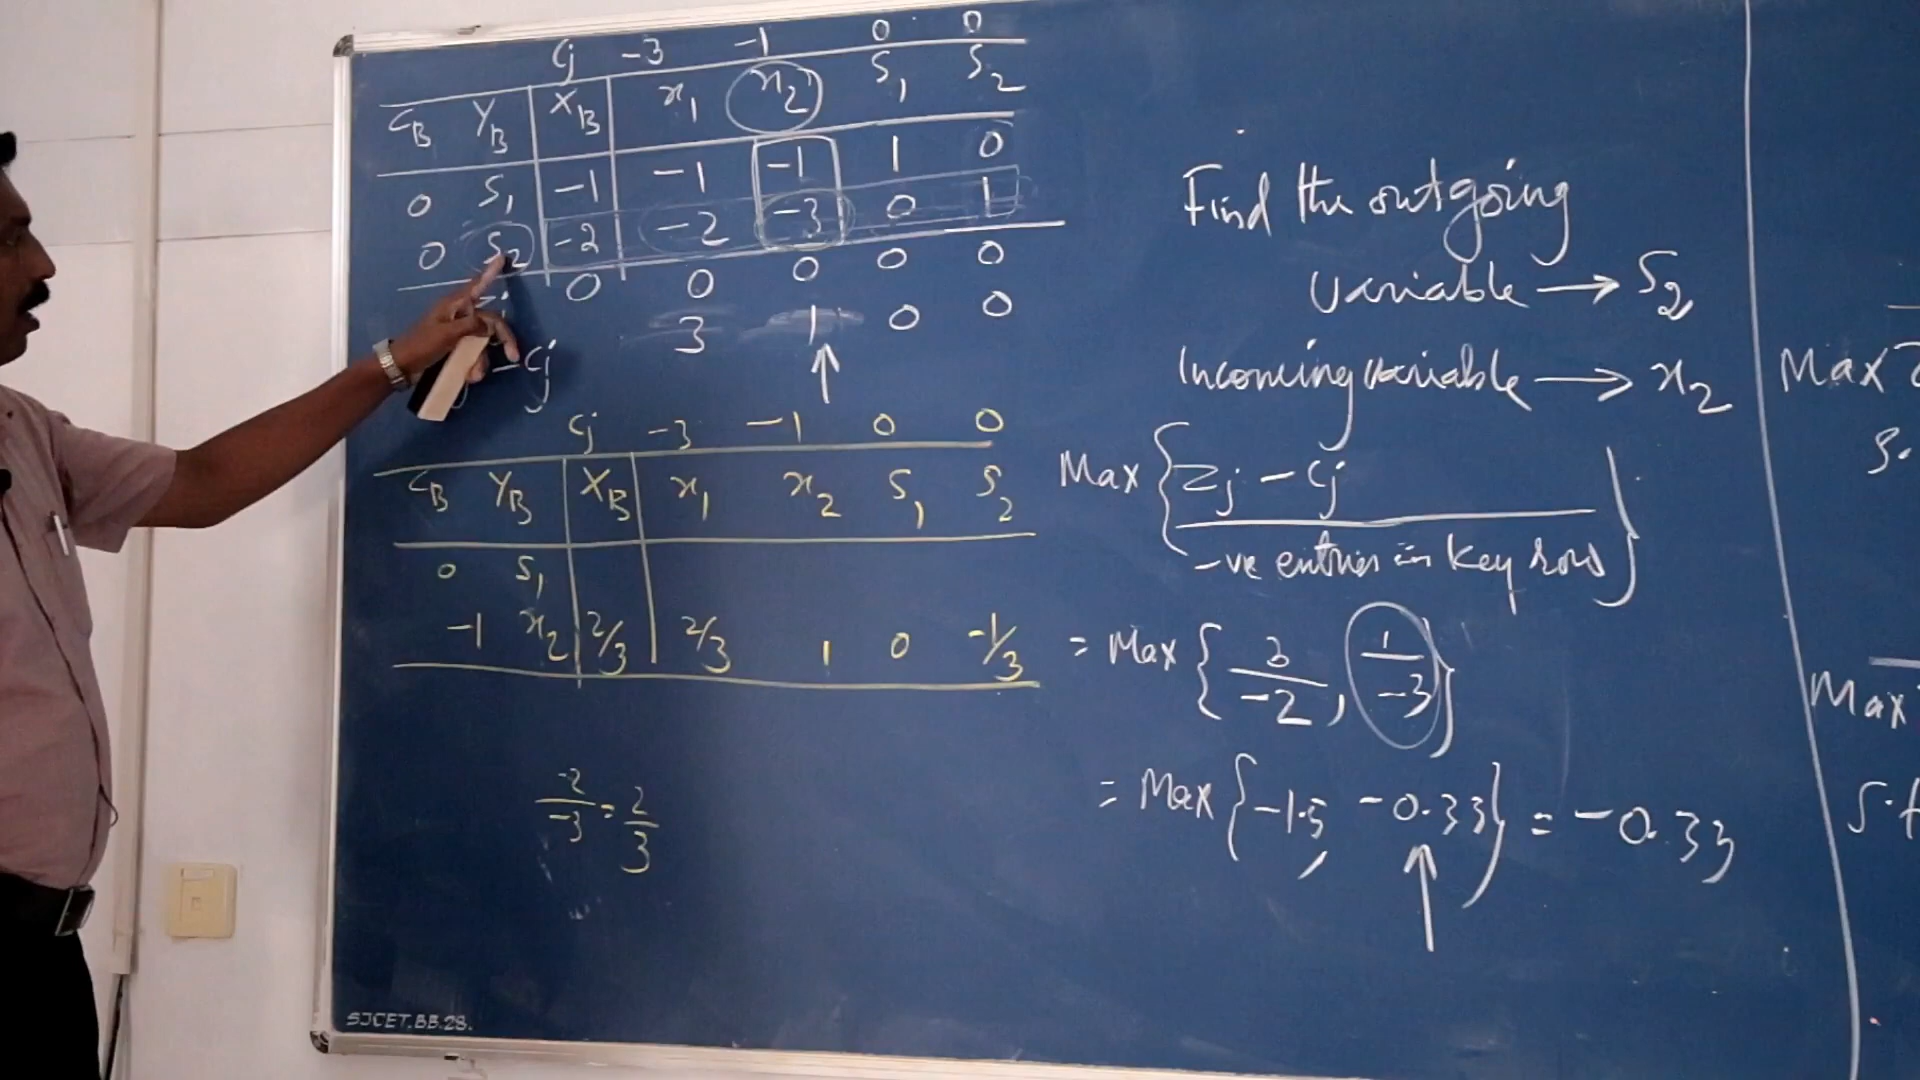 Cj -3 -1 0 0
CB YB XB x1 x2 S1 S2
0 S1 -1 -1 -1 1 0
0 S2 -2 -2 -3 0 1
0 0 0 0 0
-Cj 3 1 0 0
Cj -3 -1 0 0
CB YB XB x1 x2 S1 S2
0 S1
-1 x2 2/3 2/3 1 0 -1/3
-2/-3 = 2/3
SJCET.BB.28.
Find the outgoing
variable → S2
Incoming variable → x2
Max { Zj - Cj / -ve entries in key row }
= Max { 3/-2, 1/-3 }
= Max { -1.5, -0.33 } = -0.33
Max Z
S.
Max
S.t